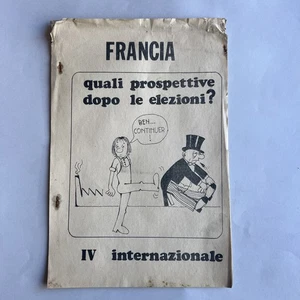 FRANCIA
quali prospettive
dopo le elezioni?
BEN...
CONTINUER
!
IV internazionale